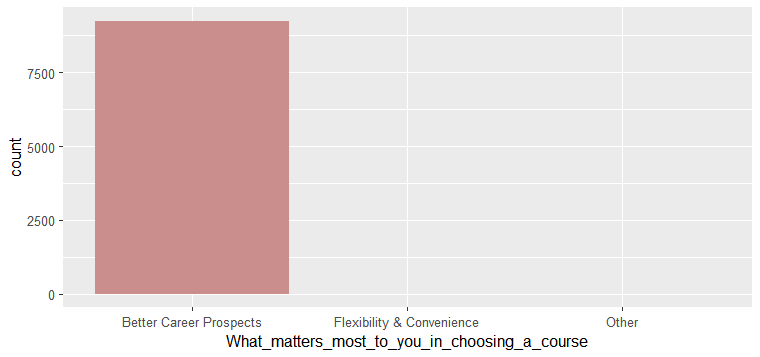 count
7500
5000
2500
0
Better Career Prospects
Flexibility & Convenience
Other
What_matters_most_to_you_in_choosing_a_course